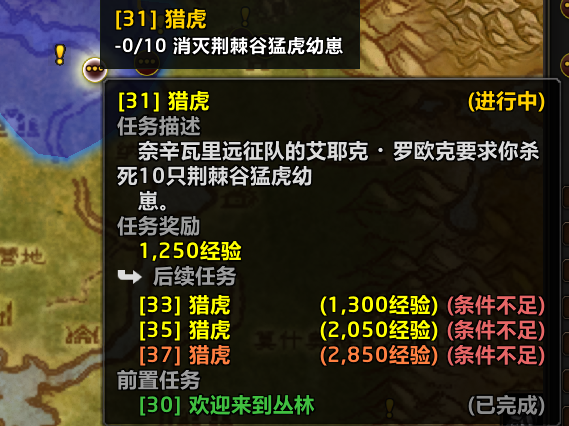 [31] 猎虎
-0/10 消灭荆棘谷猛虎幼崽
[31] 猎虎 (进行中)
任务描述
奈辛瓦里远征队的艾耶克·罗欧克要求你杀
死10只荆棘谷猛虎幼
崽。
任务奖励
1,250经验
后续任务
[33] 猎虎 (1,300经验) (条件不足)
[35] 猎虎 (2,050经验) (条件不足)
[37] 猎虎 (2,850经验) (条件不足)
前置任务
[30] 欢迎来到丛林 (已完成)
营地